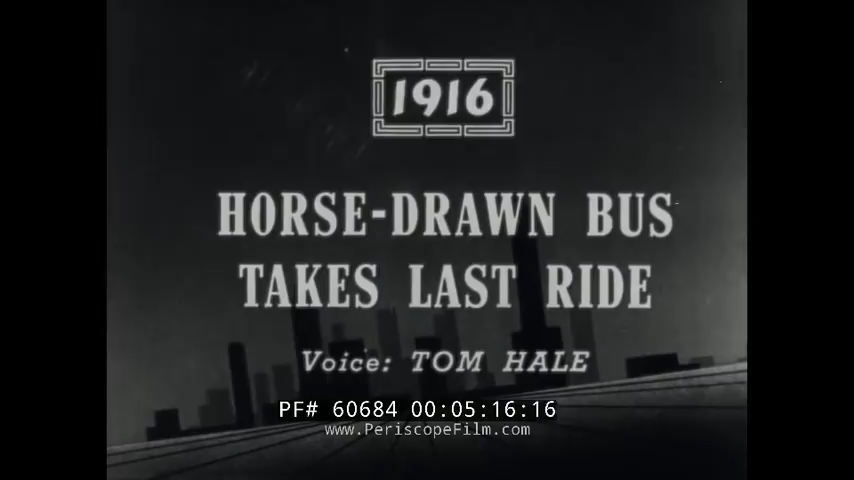 1916
HORSE-DRAWN BUS
TAKES LAST RIDE
Voice: TOM HALE
PF# 60684 00:05:16:16
www.PeriscopeFilm.com